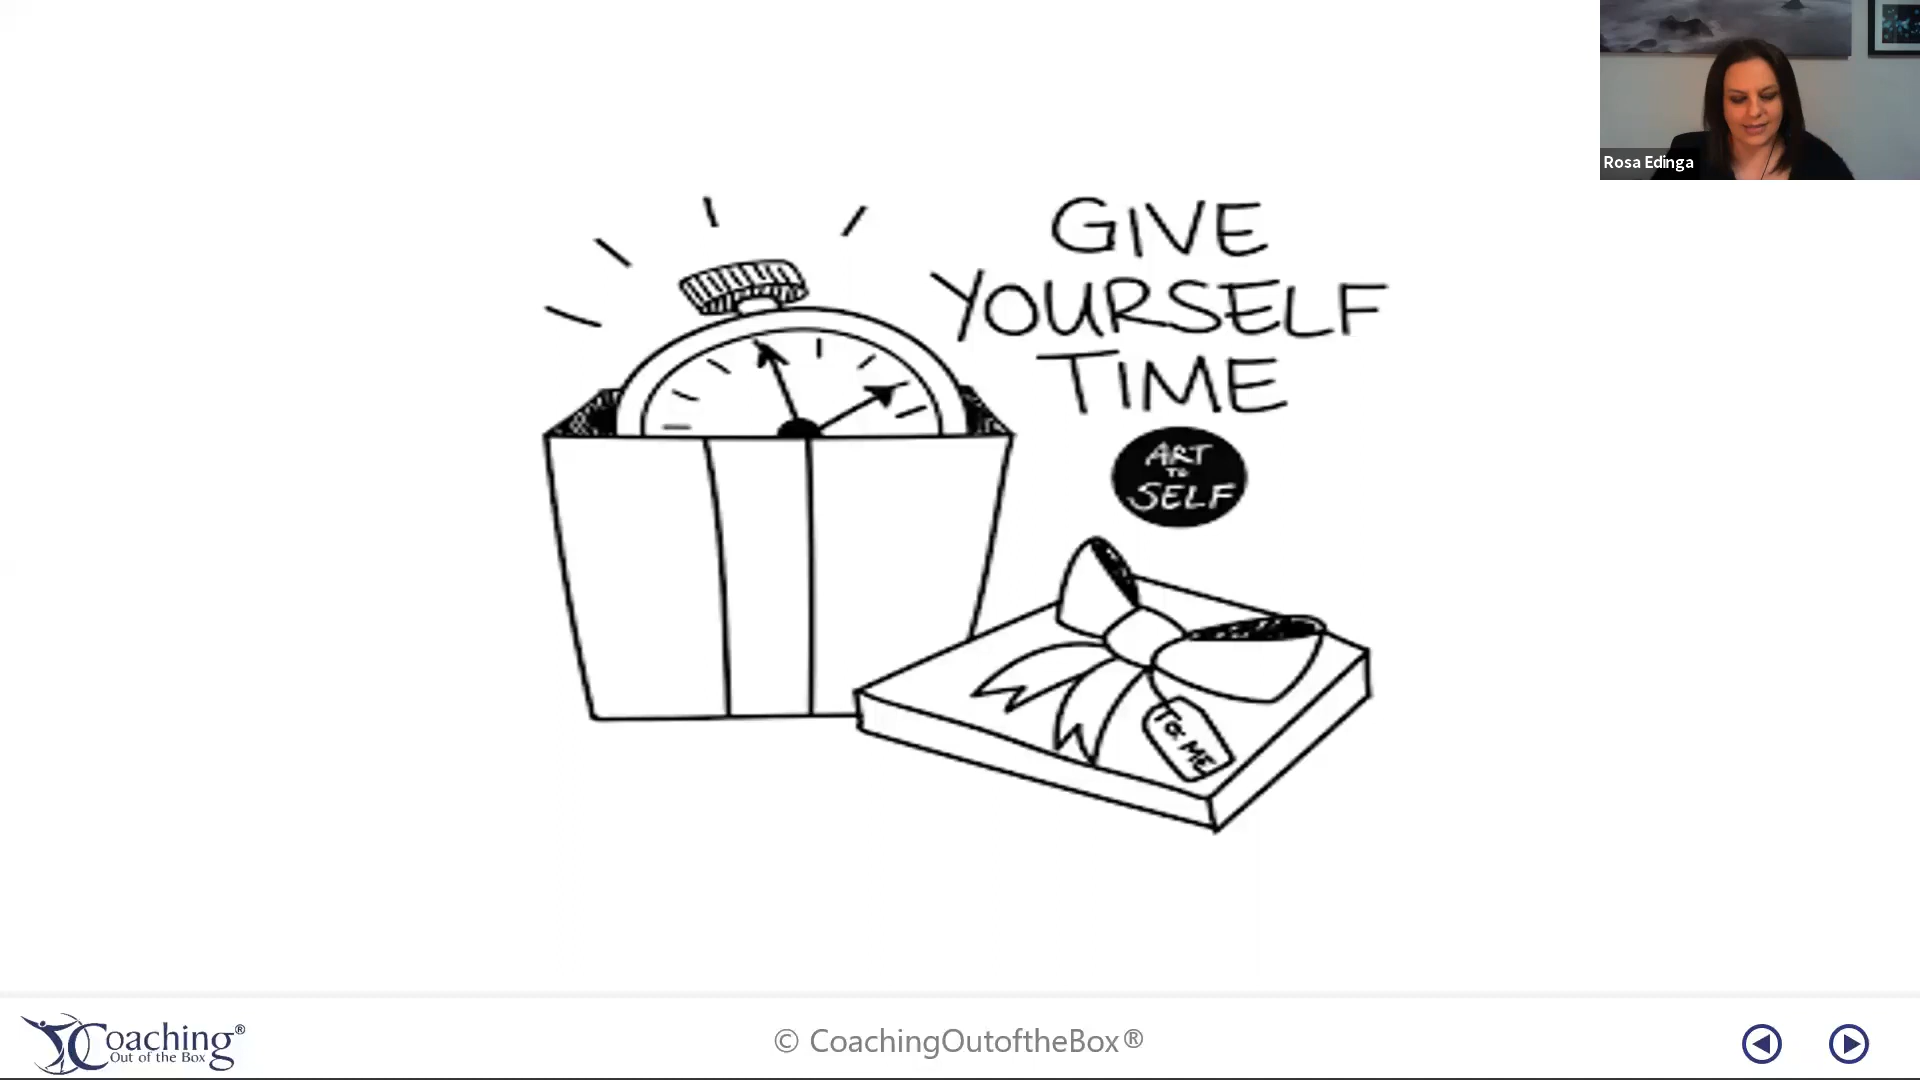 Rosa Edinga
GIVE
YOURSELF
TIME
ART
TO
SELF
TO: ME
Coaching®
Out of the Box
© CoachingOutoftheBox®